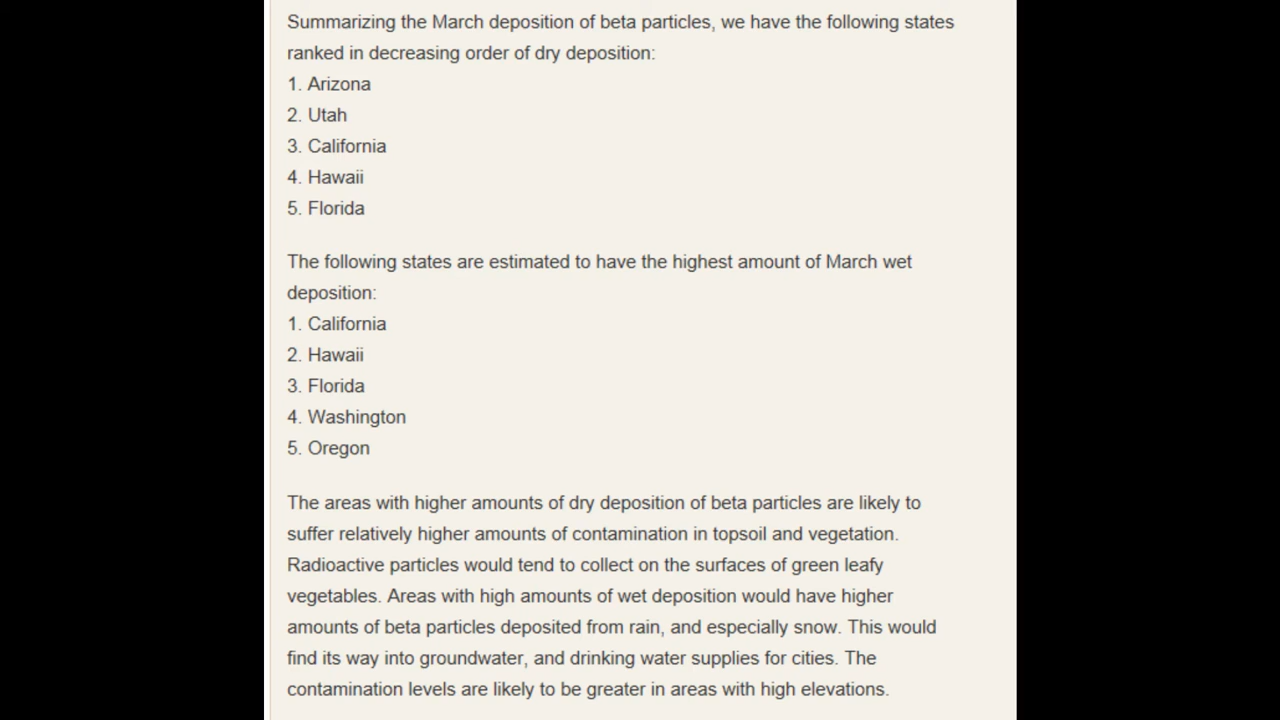 Summarizing the March deposition of beta particles, we have the following states
ranked in decreasing order of dry deposition:
1. Arizona
2. Utah
3. California
4. Hawaii
5. Florida
The following states are estimated to have the highest amount of March wet
deposition:
1. California
2. Hawaii
3. Florida
4. Washington
5. Oregon
The areas with higher amounts of dry deposition of beta particles are likely to
suffer relatively higher amounts of contamination in topsoil and vegetation.
Radioactive particles would tend to collect on the surfaces of green leafy
vegetables. Areas with high amounts of wet deposition would have higher
amounts of beta particles deposited from rain, and especially snow. This would
find its way into groundwater, and drinking water supplies for cities. The
contamination levels are likely to be greater in areas with high elevations.